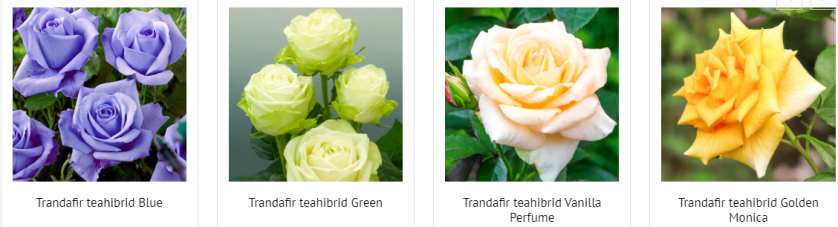 Trandafir teahibrid Blue
Trandafir teahibrid Green
Trandafir teahibrid Vanilla
Perfume
Trandafir teahibrid Golden
Monica